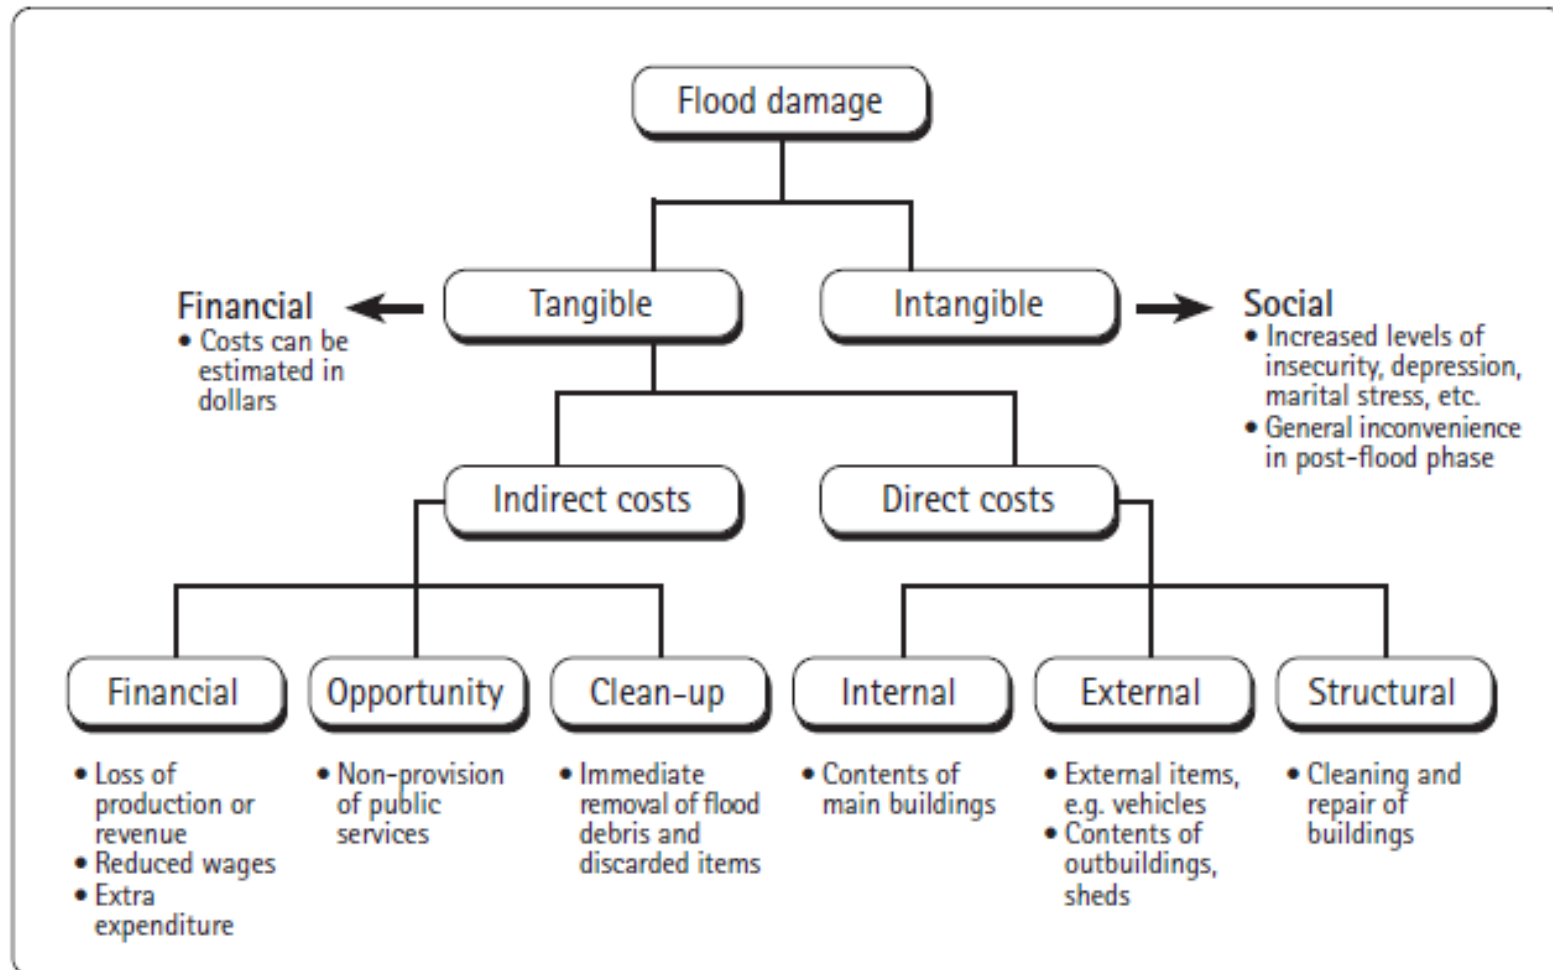 Flood damage
Financial
• Costs can be
estimated in
dollars
Tangible
Intangible
Social
• Increased levels of
insecurity, depression,
marital stress, etc.
• General inconvenience
in post-flood phase
Indirect costs
Direct costs
Financial
• Loss of
production or
revenue
• Reduced wages
• Extra
expenditure
Opportunity
• Non-provision
of public
services
Clean-up
• Immediate
removal of flood
debris and
discarded items
Internal
• Contents of
main buildings
External
• External items,
e.g. vehicles
• Contents of
outbuildings,
sheds
Structural
• Cleaning and
repair of
buildings